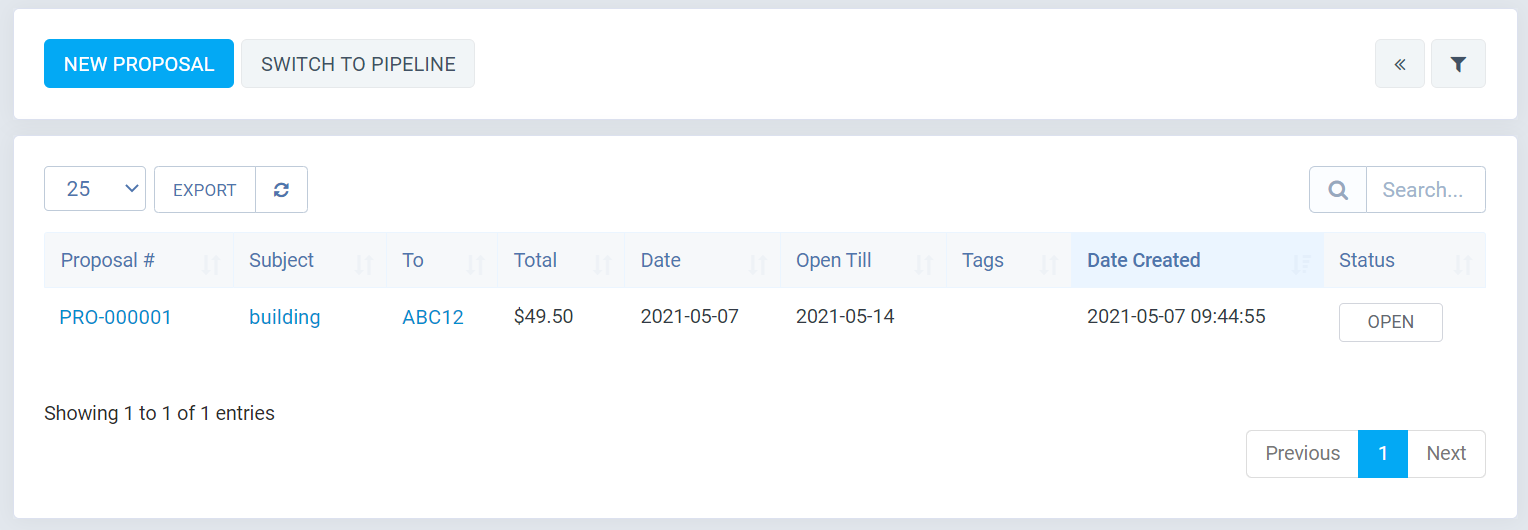 NEW PROPOSAL SWITCH TO PIPELINE
25 EXPORT Search...
Proposal # Subject To Total Date Open Till Tags Date Created Status
PRO-000001 building ABC12 $49.50 2021-05-07 2021-05-14 2021-05-07 09:44:55 OPEN
Showing 1 to 1 of 1 entries
Previous 1 Next